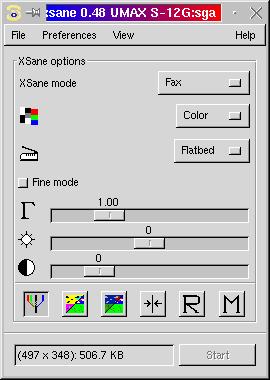 xsane 0.48 UMAX S-12G:sga
File Preferences View Help
XSane options
XSane mode Fax
Color
Flatbed
Fine mode
1.00
0
0
R M
(497 x 348): 506.7 KB Start